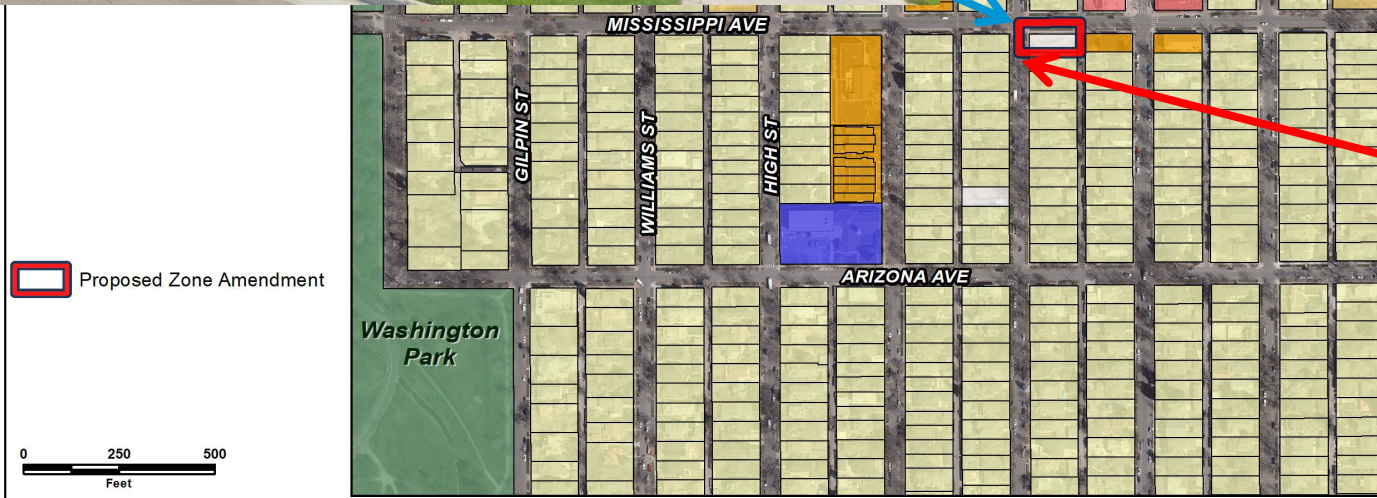 MISSISSIPPI AVE
GILPIN ST
WILLIAMS ST
HIGH ST
Proposed Zone Amendment
ARIZONA AVE
Washington
Park
0 250 500
Feet